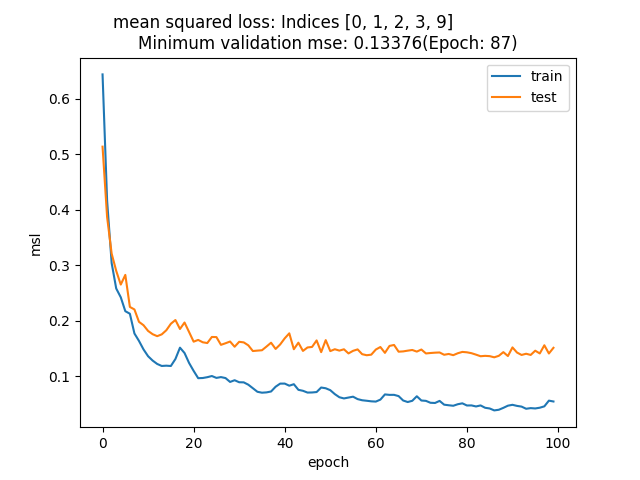 mean squared loss: Indices [0, 1, 2, 3, 9]
Minimum validation mse: 0.13376(Epoch: 87)
train
test
0.6
0.5
0.4
0.3
0.2
0.1
msl
0 20 40 60 80 100
epoch